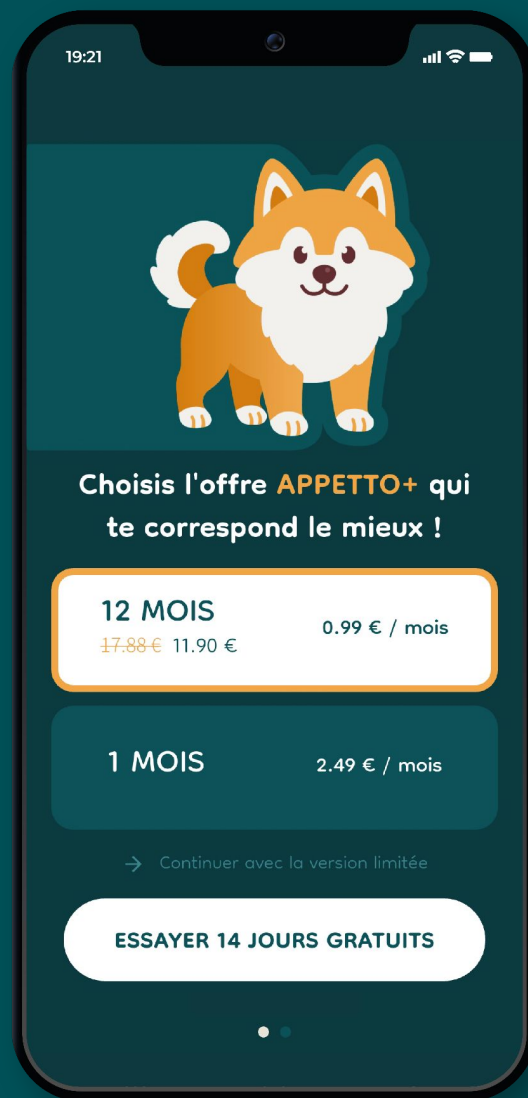 19:21
Choisis l'offre APPETTO+ qui
te correspond le mieux !
12 MOIS
17.88 € 11.90 €
0.99 € / mois
1 MOIS
2.49 € / mois
→ Continuer avec la version limitée
ESSAYER 14 JOURS GRATUITS